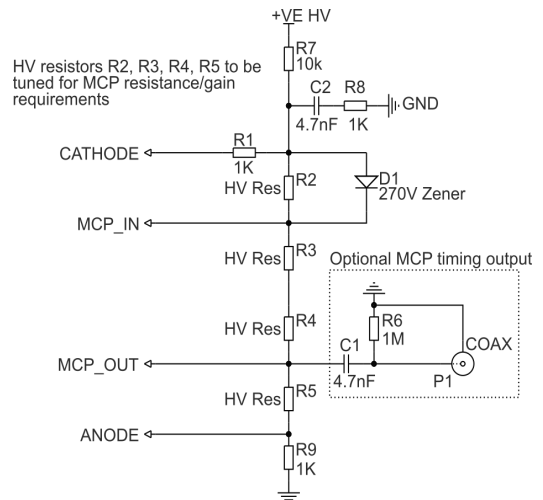 +VE HV
R7
10k
HV resistors R2, R3, R4, R5 to be
tuned for MCP resistance/gain
requirements
C2
R8
GND
4.7nF
1K
R1
CATHODE
1K
R2
HV Res
D1
270V Zener
MCP_IN
R3
HV Res
Optional MCP timing output
R4
HV Res
R6
1M
C1
COAX
MCP_OUT
4.7nF
P1
R5
HV Res
ANODE
R9
1K